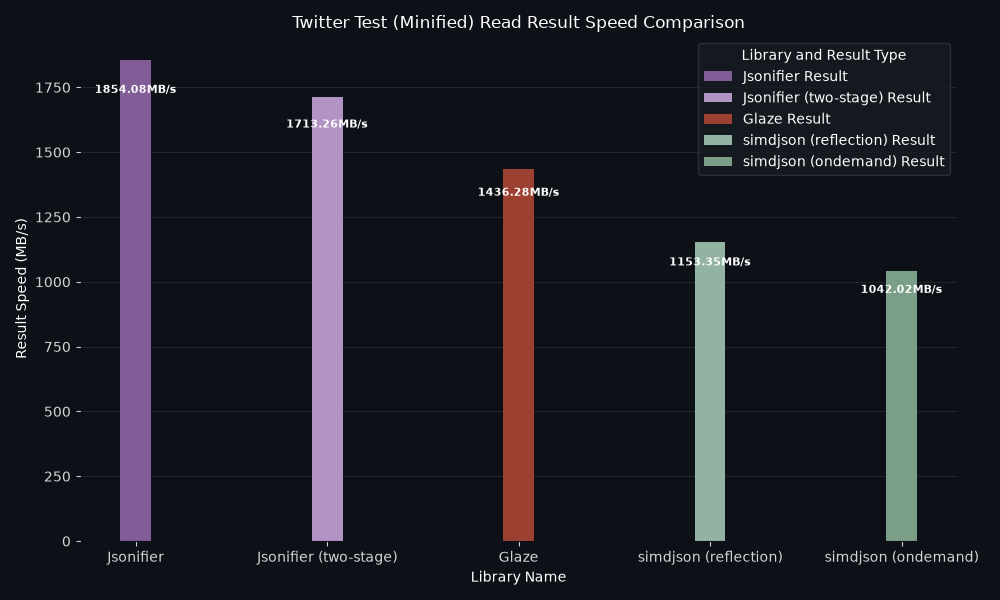 Twitter Test (Minified) Read Result Speed Comparison
Library and Result Type
Jsonifier Result
Jsonifier (two-stage) Result
Glaze Result
simdjson (reflection) Result
simdjson (ondemand) Result
Result Speed (MB/s)
1750
1500
1250
1000
750
500
250
0
1854.08MB/s
1713.26MB/s
1436.28MB/s
1153.35MB/s
1042.02MB/s
Jsonifier
Jsonifier (two-stage)
Glaze
simdjson (reflection)
simdjson (ondemand)
Library Name